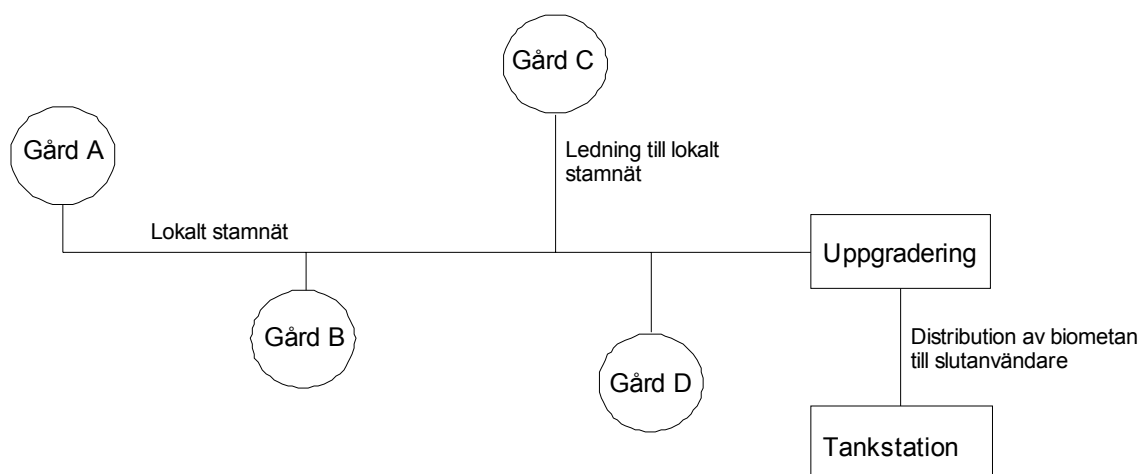 Gård C
Gård A
Ledning till lokalt
stamnät
Lokalt stamnät
Uppgradering
Gård B
Distribution av biometan
till slutanvändare
Gård D
Tankstation